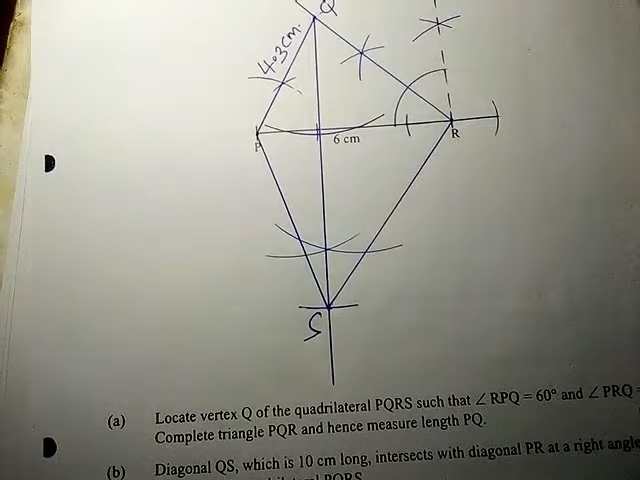 Q
4.3cm.
P
6 cm
R
S
(a) Locate vertex Q of the quadrilateral PQRS such that ∠ RPQ = 60° and ∠ PRQ =
Complete triangle PQR and hence measure length PQ.
(b) Diagonal QS, which is 10 cm long, intersects with diagonal PR at a right angle
PQRS